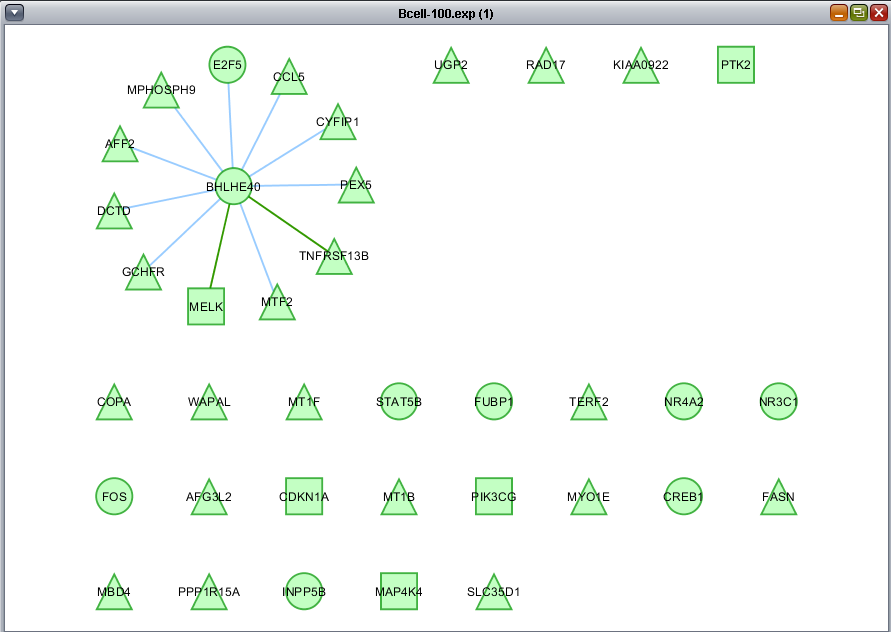 Bcell-100.exp (1)
E2F5
CCL5
UGP2
RAD17
KIAA0922
PTK2
MPHOSPH9
CYFIP1
AFF2
BHLHE40
PEX5
DCTD
TNFRSF13B
GCHFR
MELK
MTF2
COPA
WAPAL
MT1F
STAT5B
FUBP1
TERF2
NR4A2
NR3C1
FOS
AFG3L2
CDKN1A
MT1B
PIK3CG
MYO1E
CREB1
FASN
MBD4
PPP1R15A
INPP5B
MAP4K4
SLC35D1